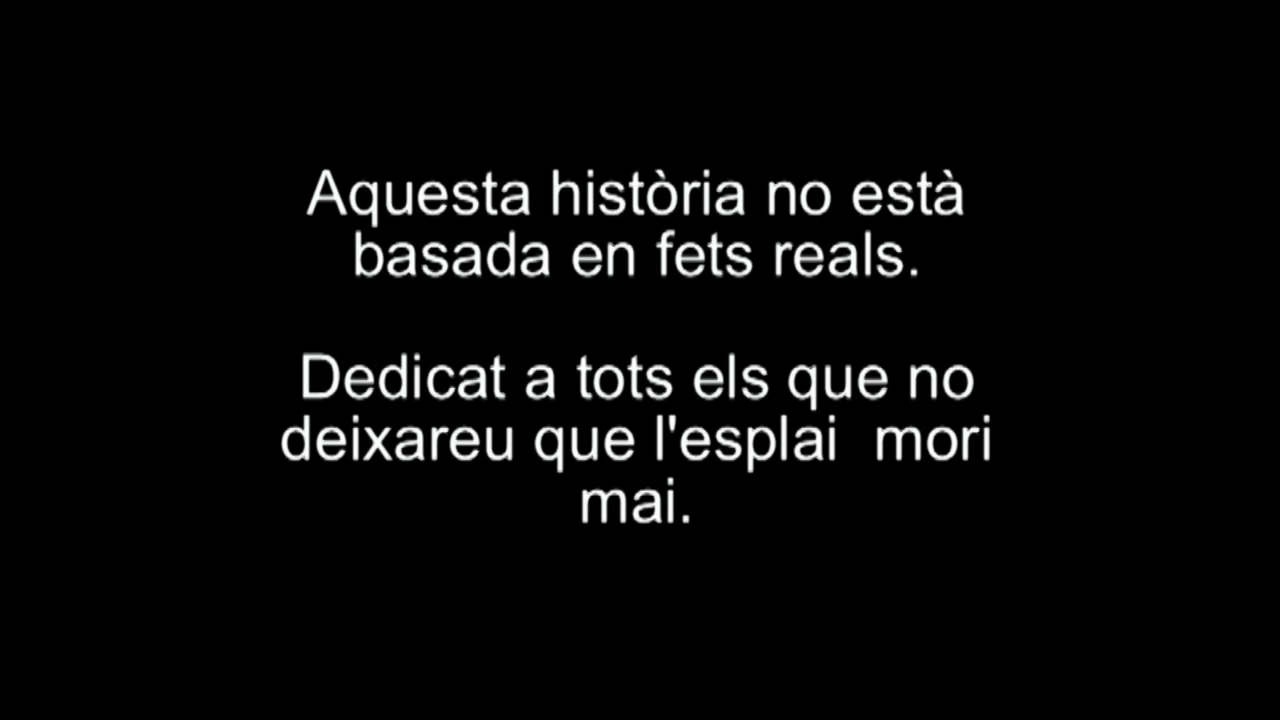 Aquesta història no està
basada en fets reals.
Dedicat a tots els que no
deixareu que l'esplai  mori
mai.